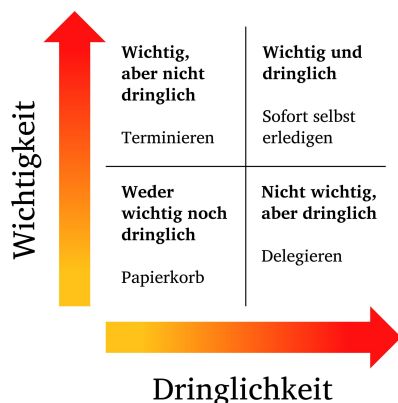 Wichtigkeit
Wichtig,
aber nicht
dringlich
Terminieren
Wichtig und
dringlich
Sofort selbst
erledigen
Weder
wichtig noch
dringlich
Papierkorb
Nicht wichtig,
aber dringlich
Delegieren
Dringlichkeit